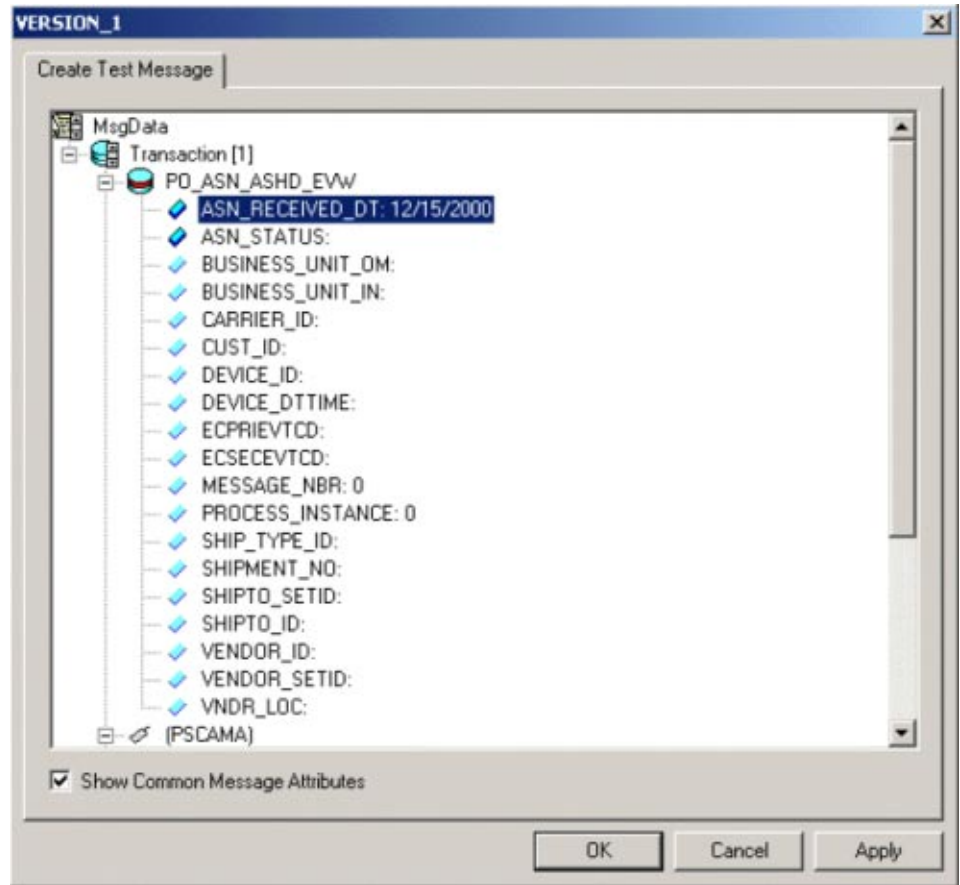 VERSION_1
Create Test Message
MsgData
Transaction [1]
PO_ASN_ASHD_EVW
ASN_RECEIVED_DT: 12/15/2000
ASN_STATUS:
BUSINESS_UNIT_OM:
BUSINESS_UNIT_IN:
CARRIER_ID:
CUST_ID:
DEVICE_ID:
DEVICE_DTTIME:
ECPRIEVTCD:
ECSECEVTCD:
MESSAGE_NBR: 0
PROCESS_INSTANCE: 0
SHIP_TYPE_ID:
SHIPMENT_NO:
SHIPTO_SETID:
SHIPTO_ID:
VENDOR_ID:
VENDOR_SETID:
VNDR_LOC:
(PSCAMA)
Show Common Message Attributes
OK Cancel Apply